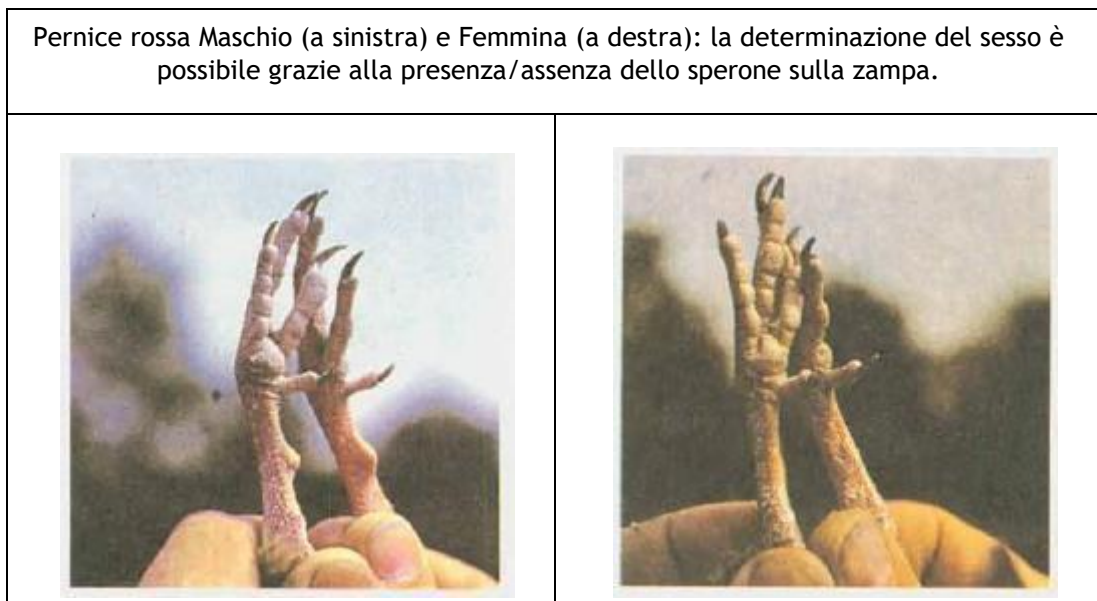 Pernice rossa Maschio (a sinistra) e Femmina (a destra): la determinazione del sesso è
possibile grazie alla presenza/assenza dello sperone sulla zampa.